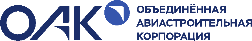 ОАК
ОБЪЕДИНЁННАЯ
АВИАСТРОИТЕЛЬНАЯ
КОРПОРАЦИЯ